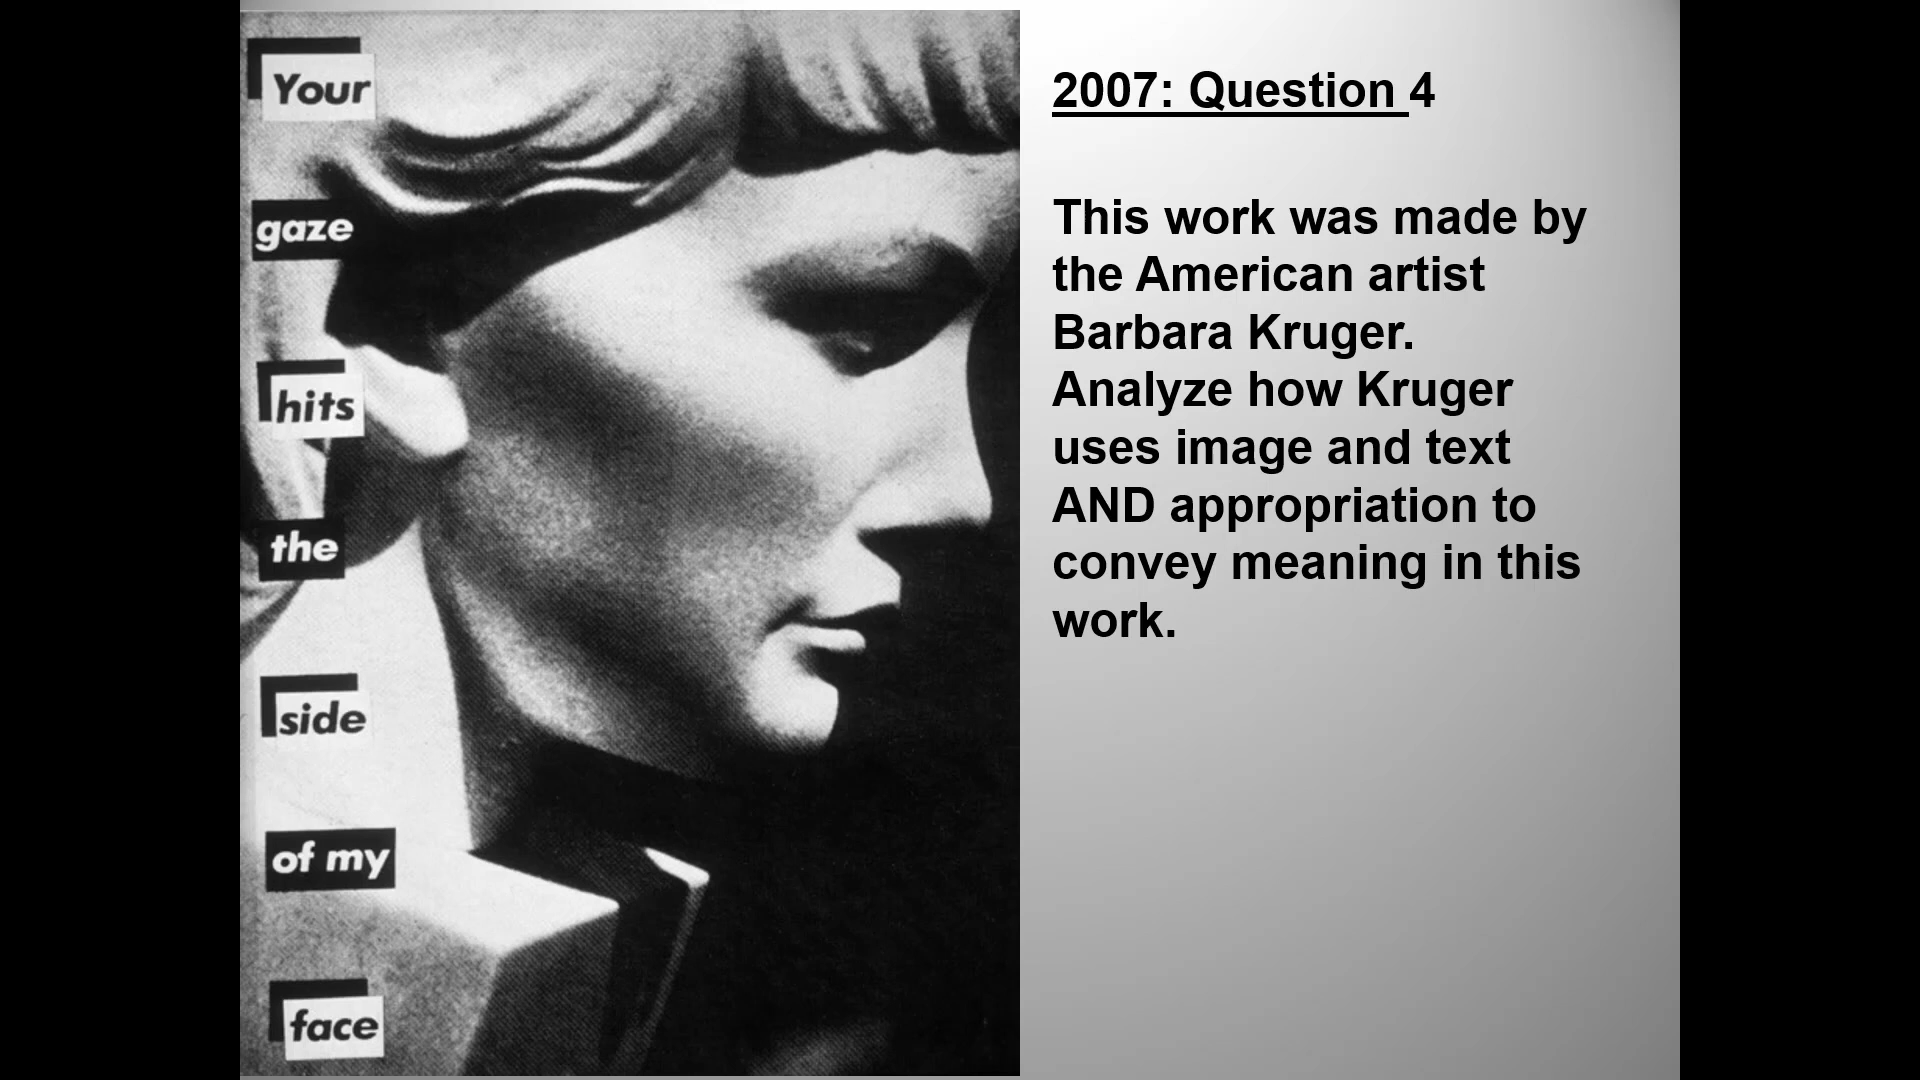 Your
gaze
hits
the
side
of my
face
2007: Question 4
This work was made by
the American artist
Barbara Kruger.
Analyze how Kruger
uses image and text
AND appropriation to
convey meaning in this
work.